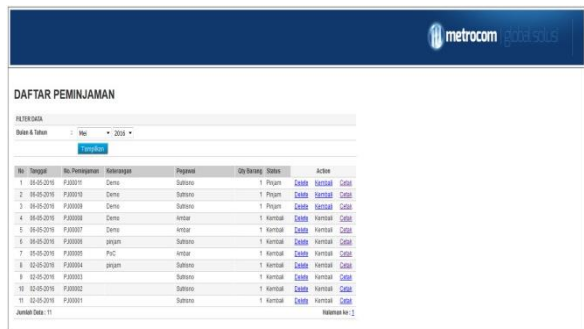 metrocom global solusi
DAFTAR PEMINJAMAN
FILTER DATA
Bulan & Tahun : Mei 2016
Tampilkan
No Tanggal No. Peminjaman Keterangan Pegawai Qty Barang Status Action
1 06-05-2016 PJ00011 Demo Sutrisno 1 Pinjam Delete Kembali Cetak
2 06-05-2016 PJ00010 Demo Sutrisno 1 Pinjam Delete Kembali Cetak
3 06-05-2016 PJ00009 Demo Sutrisno 1 Pinjam Delete Kembali Cetak
4 06-05-2016 PJ00008 Demo Ambar 1 Kembali Delete Kembali Cetak
5 06-05-2016 PJ00007 Demo Ambar 1 Kembali Delete Kembali Cetak
6 06-05-2016 PJ00006 pinjam Sutrisno 1 Kembali Delete Kembali Cetak
7 06-05-2016 PJ00005 PoC Ambar 1 Kembali Delete Kembali Cetak
8 02-05-2016 PJ00004 pinjam Sutrisno 1 Kembali Delete Kembali Cetak
9 02-05-2016 PJ00003 Sutrisno 1 Kembali Delete Kembali Cetak
10 02-05-2016 PJ00002 Sutrisno 1 Kembali Delete Kembali Cetak
11 02-05-2016 PJ00001 Sutrisno 1 Kembali Delete Kembali Cetak
Jumlah Data : 11 Halaman ke : 1